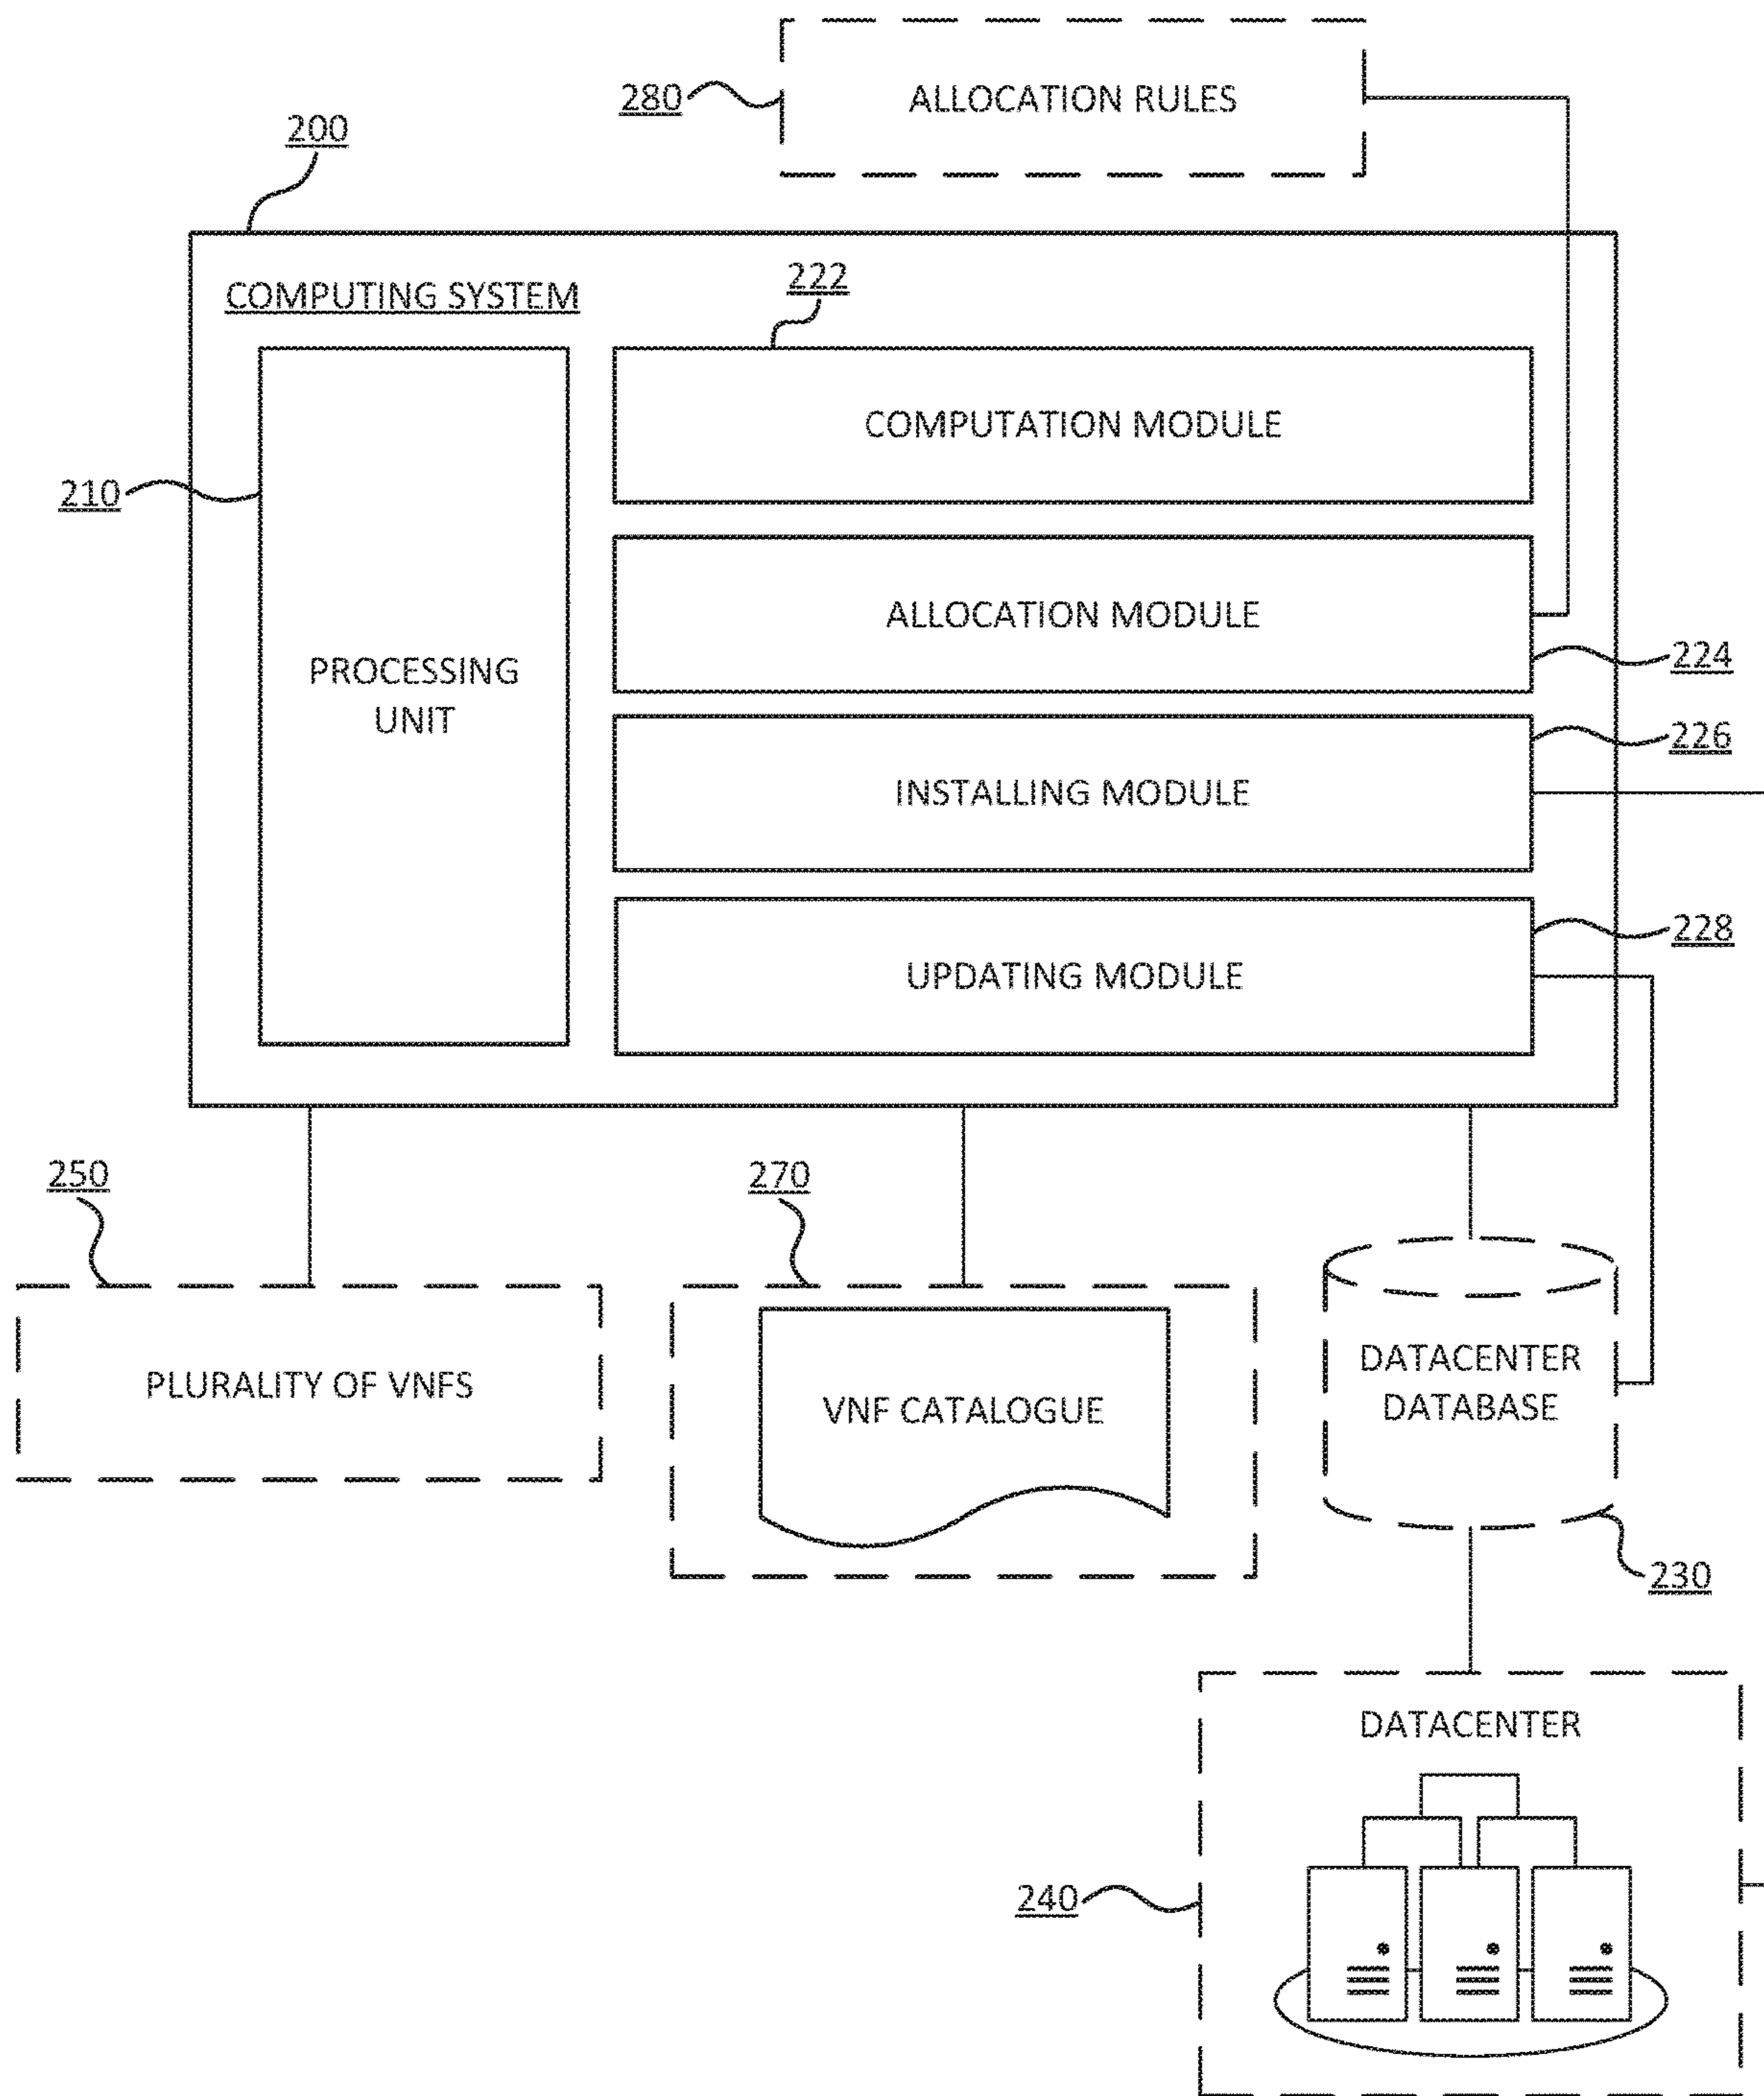 280
ALLOCATION RULES
200
COMPUTING SYSTEM
222
COMPUTATION MODULE
210
ALLOCATION MODULE
224
PROCESSING
UNIT
226
INSTALLING MODULE
228
UPDATING MODULE
250
270
PLURALITY OF VNFS
VNF CATALOGUE
DATACENTER
DATABASE
230
DATACENTER
240